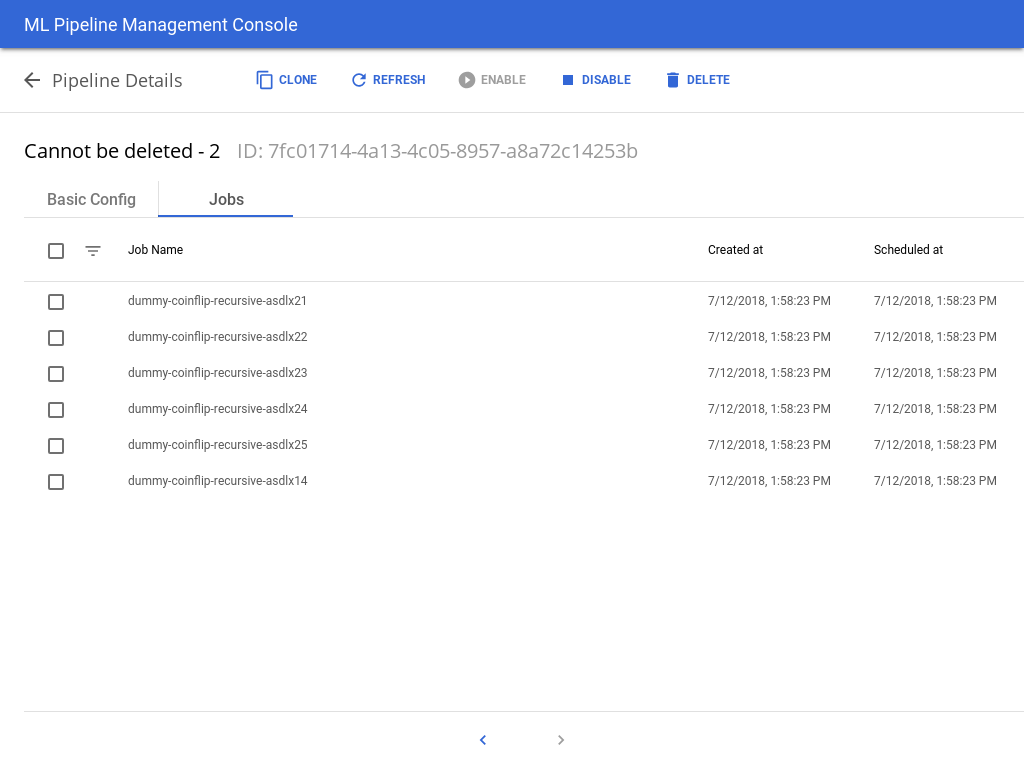 ML Pipeline Management Console
Pipeline Details CLONE REFRESH ENABLE DISABLE DELETE
Cannot be deleted - 2 ID: 7fc01714-4a13-4c05-8957-a8a72c14253b
Basic Config Jobs
Job Name Created at Scheduled at
dummy-coinflip-recursive-asdlx21 7/12/2018, 1:58:23 PM 7/12/2018, 1:58:23 PM
dummy-coinflip-recursive-asdlx22 7/12/2018, 1:58:23 PM 7/12/2018, 1:58:23 PM
dummy-coinflip-recursive-asdlx23 7/12/2018, 1:58:23 PM 7/12/2018, 1:58:23 PM
dummy-coinflip-recursive-asdlx24 7/12/2018, 1:58:23 PM 7/12/2018, 1:58:23 PM
dummy-coinflip-recursive-asdlx25 7/12/2018, 1:58:23 PM 7/12/2018, 1:58:23 PM
dummy-coinflip-recursive-asdlx14 7/12/2018, 1:58:23 PM 7/12/2018, 1:58:23 PM